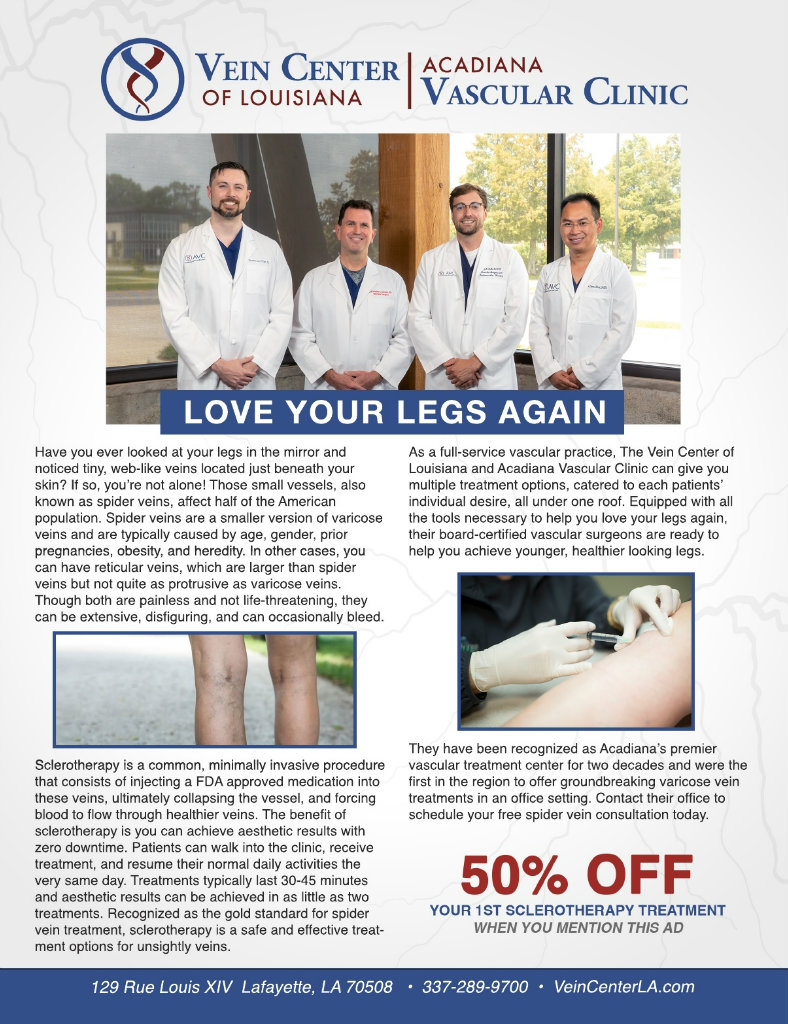 VEIN CENTER
OF LOUISIANA
ACADIANA
VASCULAR CLINIC
AVC
AVC
LOVE YOUR LEGS AGAIN
Have you ever looked at your legs in the mirror and
noticed tiny, web-like veins located just beneath your
skin? If so, you're not alone! Those small vessels, also
known as spider veins, affect half of the American
population. Spider veins are a smaller version of varicose
veins and are typically caused by age, gender, prior
pregnancies, obesity, and heredity. In other cases, you
can have reticular veins, which are larger than spider
veins but not quite as protrusive as varicose veins.
Though both are painless and not life-threatening, they
can be extensive, disfiguring, and can occasionally bleed.
Sclerotherapy is a common, minimally invasive procedure
that consists of injecting a FDA approved medication into
these veins, ultimately collapsing the vessel, and forcing
blood to flow through healthier veins. The benefit of
sclerotherapy is you can achieve aesthetic results with
zero downtime. Patients can walk into the clinic, receive
treatment, and resume their normal daily activities the
very same day. Treatments typically last 30-45 minutes
and aesthetic results can be achieved in as little as two
treatments. Recognized as the gold standard for spider
vein treatment, sclerotherapy is a safe and effective treat-
ment options for unsightly veins.
As a full-service vascular practice, The Vein Center of
Louisiana and Acadiana Vascular Clinic can give you
multiple treatment options, catered to each patients'
individual desire, all under one roof. Equipped with all
the tools necessary to help you love your legs again,
their board-certified vascular surgeons are ready to
help you achieve younger, healthier looking legs.
They have been recognized as Acadiana's premier
vascular treatment center for two decades and were the
first in the region to offer groundbreaking varicose vein
treatments in an office setting. Contact their office to
schedule your free spider vein consultation today.
50% OFF
YOUR 1ST SCLEROTHERAPY TREATMENT
WHEN YOU MENTION THIS AD
129 Rue Louis XIV Lafayette, LA 70508 • 337-289-9700 • VeinCenterLA.com